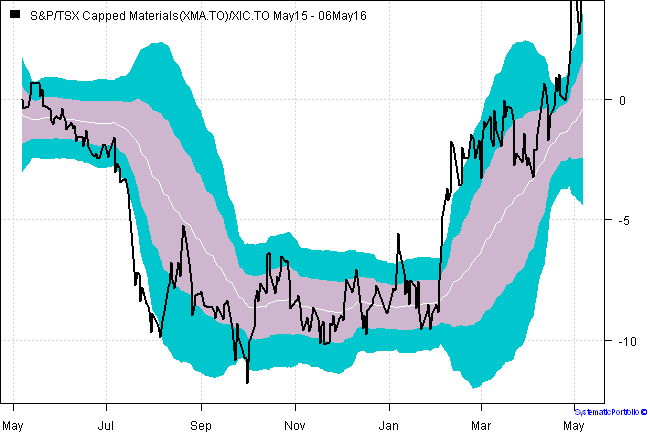 S&P/TSX Capped Materials(XMA.TO)/XIC.TO May15 - 06May16
0
-5
-10
May Jul Sep Nov Jan Mar May
SystematicPortfolio ©